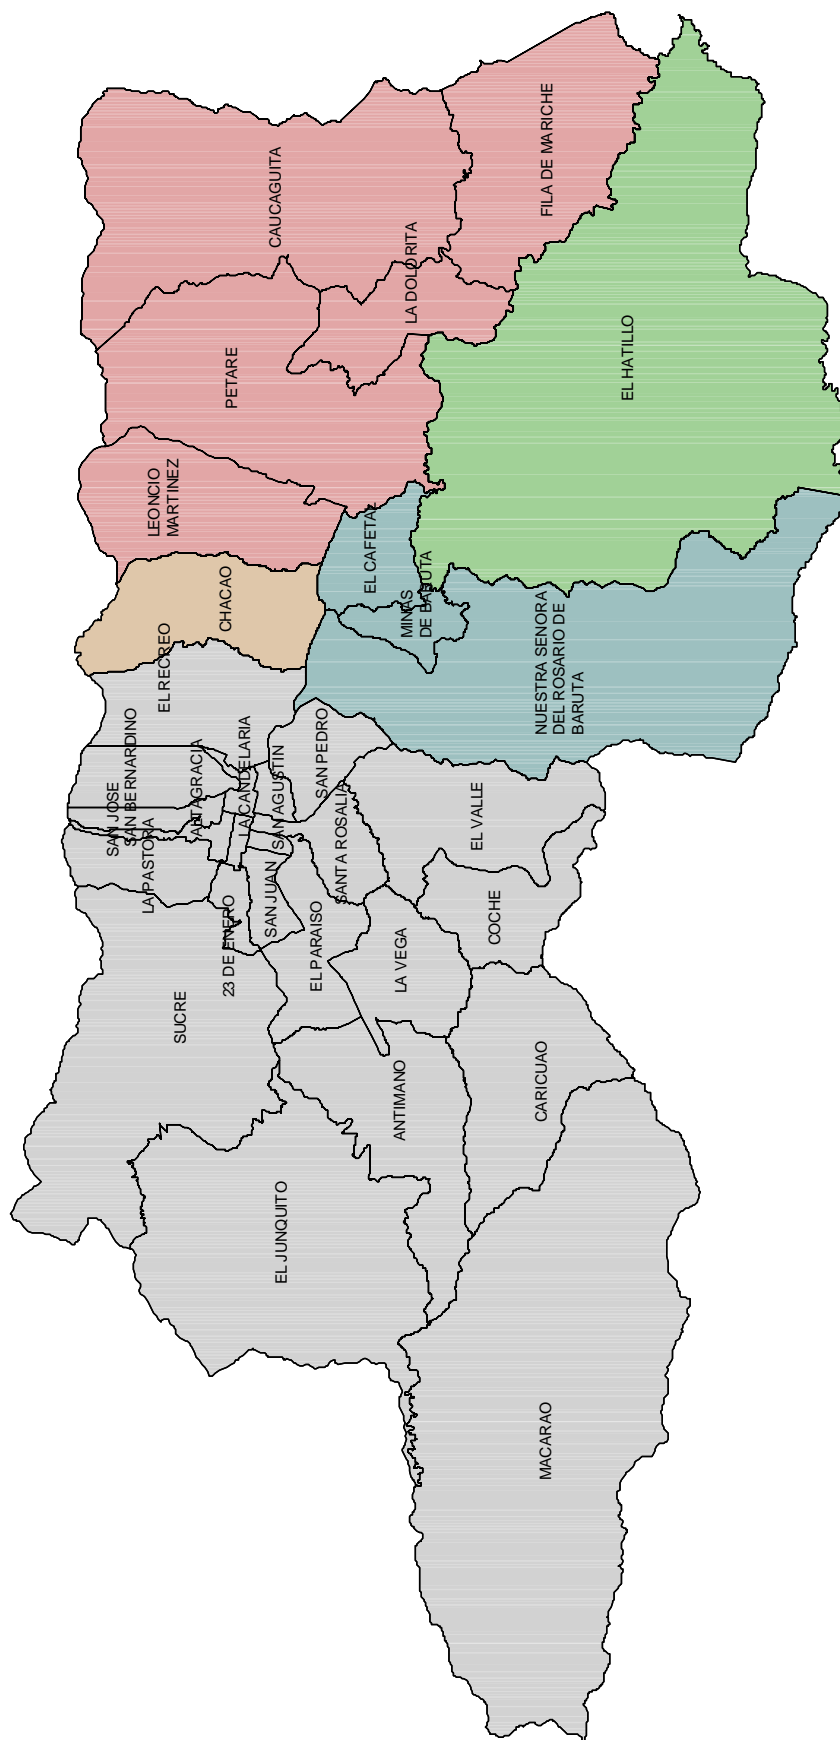 FILA DE MARICHE
CAUCAGUITA
LA DOLORITA
EL HATILLO
PETARE
LEONCIO
MARTINEZ
EL CAFETAL
CHACAO
MINAS
DE BARUTA
NUESTRA SENORA
DEL ROSARIO DE
BARUTA
EL RECREO
SAN BERNARDINO
SAN JOSE
LA CANDELARIA
SAN PEDRO
SAN AGUSTIN
SANTA ROSALIA
EL VALLE
LA PASTORA
23 DE ENERO
SAN JUAN
EL PARAISO
LA VEGA
COCHE
SUCRE
CARICUAO
ANTIMANO
EL JUNQUITO
MACARAO